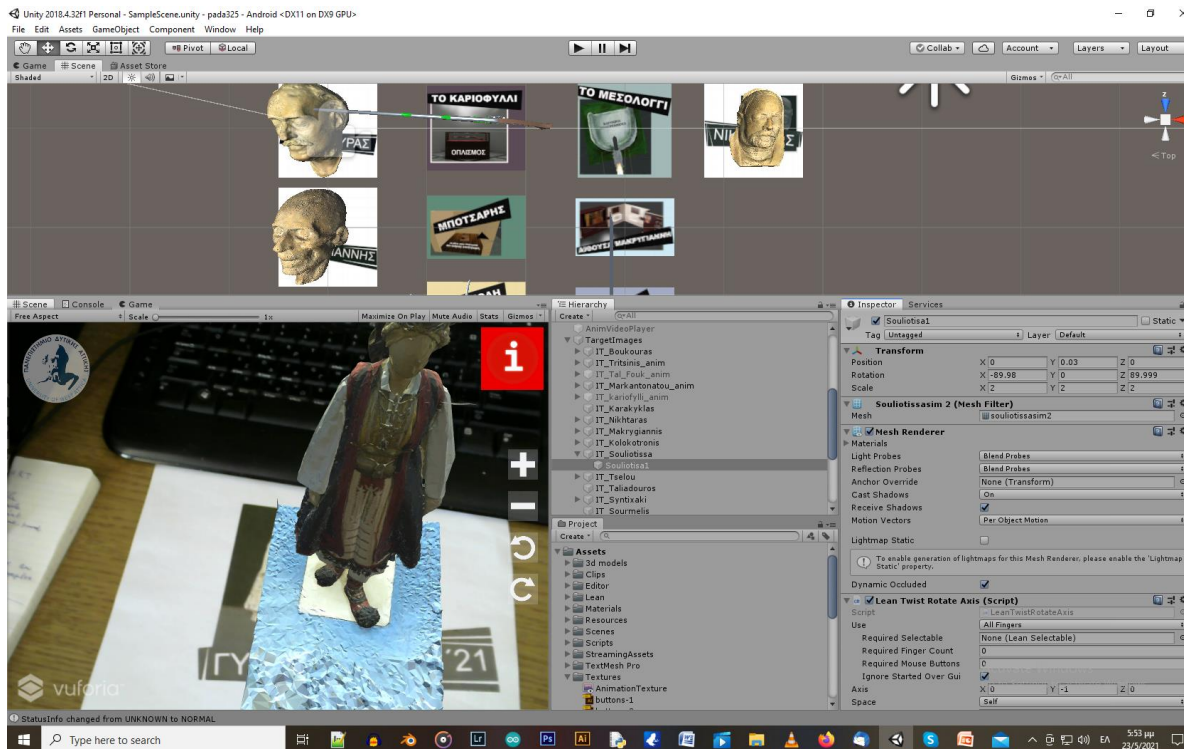 Unity 2018.4.32f1 Personal - SampleScene.unity - pada325 - Android <DX11 on DX9 GPU>
File Edit Assets GameObject Component Window Help
Pivot Local Collab Account Layers Layout
Game Scene Asset Store
Shaded 2D Gizmos All
ΤΟ ΚΑΡΙΟΦΥΛΛΙ
ΟΠΛΙΣΜΟΣ
ΤΟ ΜΕΣΟΛΟΓΓΙ
ΜΠΟΤΣΑΡΗΣ
ΑΙΘΟΥΣΑ ΜΑΚΡΥΓΙΑΝΝΗ
z
Top
Scene Console Game
Free Aspect Scale 1x Maximize On Play Mute Audio Stats Gizmos
ΠΑΝΕΠΙΣΤΗΜΙΟ ΔΥΤΙΚΗΣ ΑΤΤΙΚΗΣ
i
'21
vuforia
StatusInfo changed from UNKNOWN to NORMAL
Hierarchy
Create All
AnimVideoPlayer
TargetImages
IT_Boukouras
IT_Tritsinis_anim
IT_Tal_Fouk_anim
IT_Markantonatou_anim
IT_kariofylli_anim
IT_Karakyklas
IT_Nikhtaras
IT_Makrygiannis
IT_Kolokotronis
IT_Souliotissa
Souliotisa1
IT_Tselou
IT_Taliadouros
IT_Syntixaki
IT_Sourmelis
Project
Create
Assets
3d models
Clips
Editor
Lean
Materials
Resources
Scenes
Scripts
StreamingAssets
TextMesh Pro
Textures
AnimationTexture
buttons-1
Inspector Services
Souliotisa1 Static
Tag Untagged Layer Default
Transform
Position X 0 Y 0.03 Z 0
Rotation X -89.98 Y 0 Z 89.999
Scale X 2 Y 2 Z 2
Souliotissasim 2 (Mesh Filter)
Mesh souliotissasim2
Mesh Renderer
Materials
Light Probes Blend Probes
Reflection Probes Blend Probes
Anchor Override None (Transform)
Cast Shadows On
Receive Shadows
Motion Vectors Per Object Motion
Lightmap Static
To enable generation of lightmaps for this Mesh Renderer, please enable the 'Lightmap Static' property.
Dynamic Occluded
Lean Twist Rotate Axis (Script)
Script LeanTwistRotateAxis
Use All Fingers
Required Selectable None (Lean Selectable)
Required Finger Count 0
Required Mouse Buttons 0
Ignore Started Over Gui
Axis X 0 Y -1 Z 0
Space Self
Type here to search
Lr Ps Ai
ΕΛ 5:53 μμ
23/5/2021